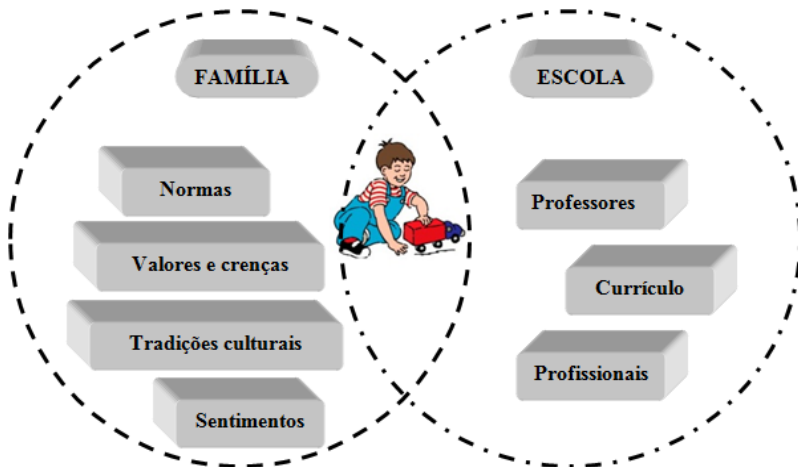 FAMÍLIA
Normas
Valores e crenças
Tradições culturais
Sentimentos
ESCOLA
Professores
Currículo
Profissionais